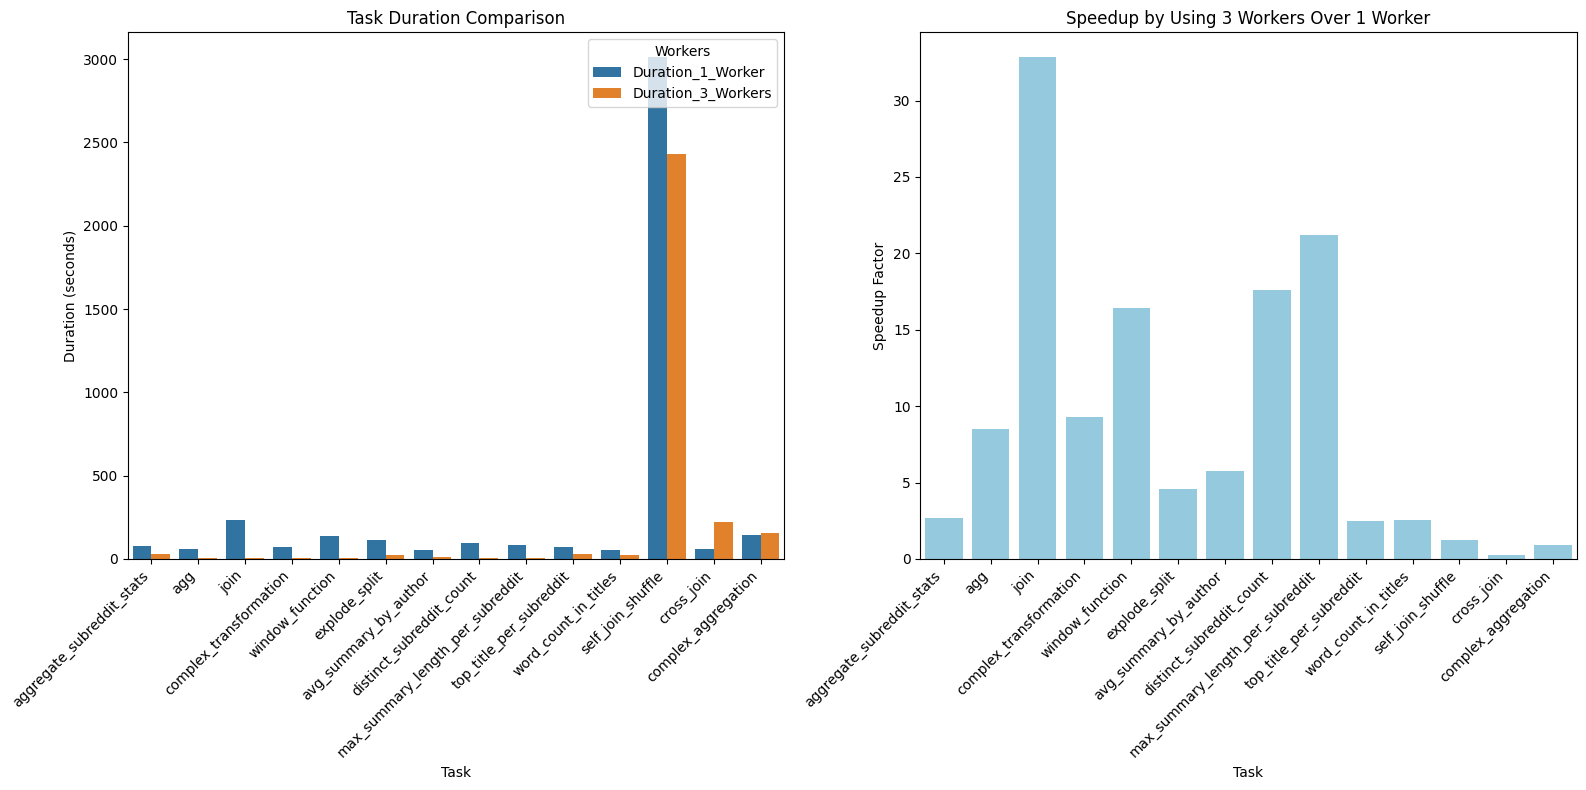 Task Duration Comparison
Workers
Duration_1_Worker
Duration_3_Workers
Duration (seconds)
3000
2500
2000
1500
1000
500
0
aggregate_subreddit_stats
agg
join
complex_transformation
window_function
explode_split
avg_summary_by_author
distinct_subreddit_count
max_summary_length_per_subreddit
top_title_per_subreddit
word_count_in_titles
self_join_shuffle
cross_join
complex_aggregation
Task
Speedup by Using 3 Workers Over 1 Worker
Speedup Factor
30
25
20
15
10
5
0
aggregate_subreddit_stats
agg
join
complex_transformation
window_function
explode_split
avg_summary_by_author
distinct_subreddit_count
max_summary_length_per_subreddit
top_title_per_subreddit
word_count_in_titles
self_join_shuffle
cross_join
complex_aggregation
Task